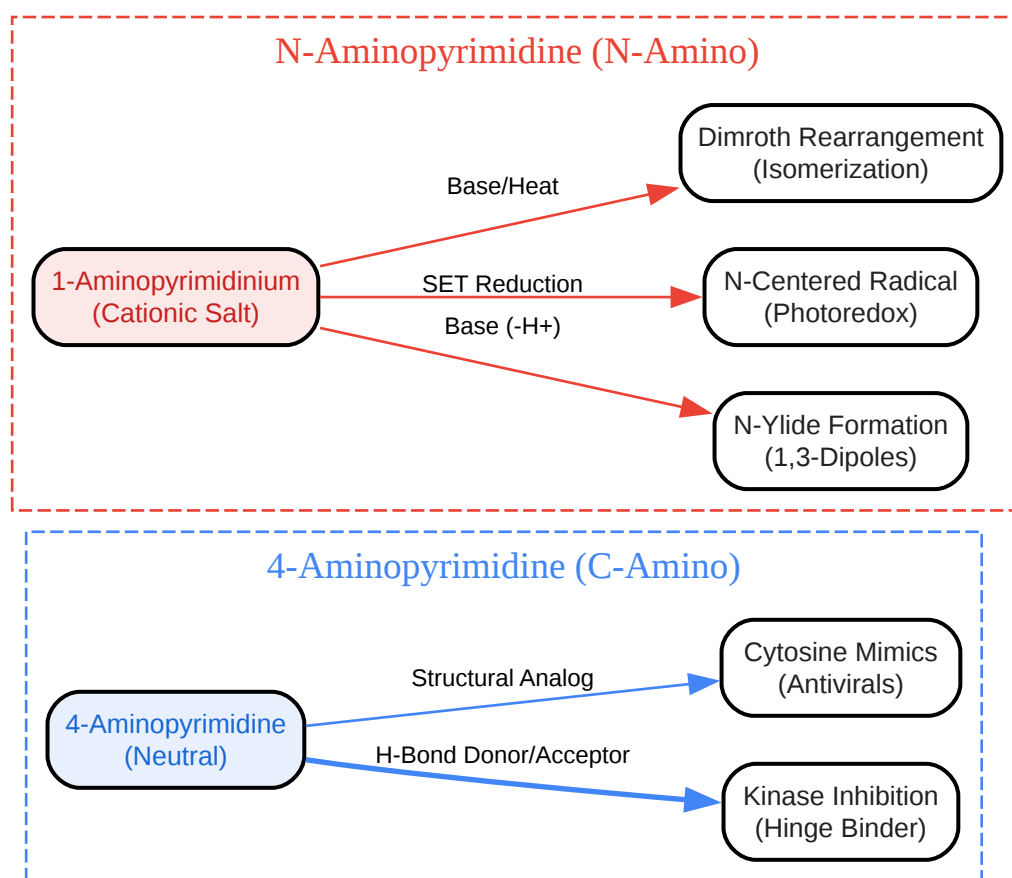 N-Aminopyrimidine (N-Amino)
Dimroth Rearrangement
(Isomerization)
Base/Heat
1-Aminopyrimidinium
(Cationic Salt)
SET Reduction
N-Centered Radical
(Photoredox)
Base (-H+)
N-Ylide Formation
(1,3-Dipoles)
4-Aminopyrimidine (C-Amino)
Cytosine Mimics
(Antivirals)
Structural Analog
4-Aminopyrimidine
(Neutral)
H-Bond Donor/Acceptor
Kinase Inhibition
(Hinge Binder)